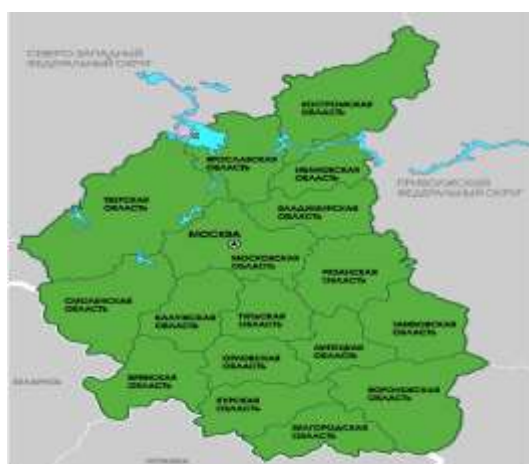 СЕВЕРО-ЗАПАДНЫЙ
ФЕДЕРАЛЬНЫЙ ОКРУГ
КОСТРОМСКАЯ
ОБЛАСТЬ
ЯРОСЛАВСКАЯ
ОБЛАСТЬ
ИВАНОВСКАЯ
ОБЛАСТЬ
ПРИВОЛЖСКИЙ
ФЕДЕРАЛЬНЫЙ ОКРУГ
ТВЕРСКАЯ
ОБЛАСТЬ
ВЛАДИМИРСКАЯ
ОБЛАСТЬ
МОСКВА
МОСКОВСКАЯ
ОБЛАСТЬ
РЯЗАНСКАЯ
ОБЛАСТЬ
СМОЛЕНСКАЯ
ОБЛАСТЬ
КАЛУЖСКАЯ
ОБЛАСТЬ
ТУЛЬСКАЯ
ОБЛАСТЬ
ТАМБОВСКАЯ
ОБЛАСТЬ
ЛИПЕЦКАЯ
ОБЛАСТЬ
ОРЛОВСКАЯ
ОБЛАСТЬ
БЕЛАРУСЬ
БРЯНСКАЯ
ОБЛАСТЬ
ВОРОНЕЖСКАЯ
ОБЛАСТЬ
КУРСКАЯ
ОБЛАСТЬ
БЕЛГОРОДСКАЯ
ОБЛАСТЬ
УКРАИНА